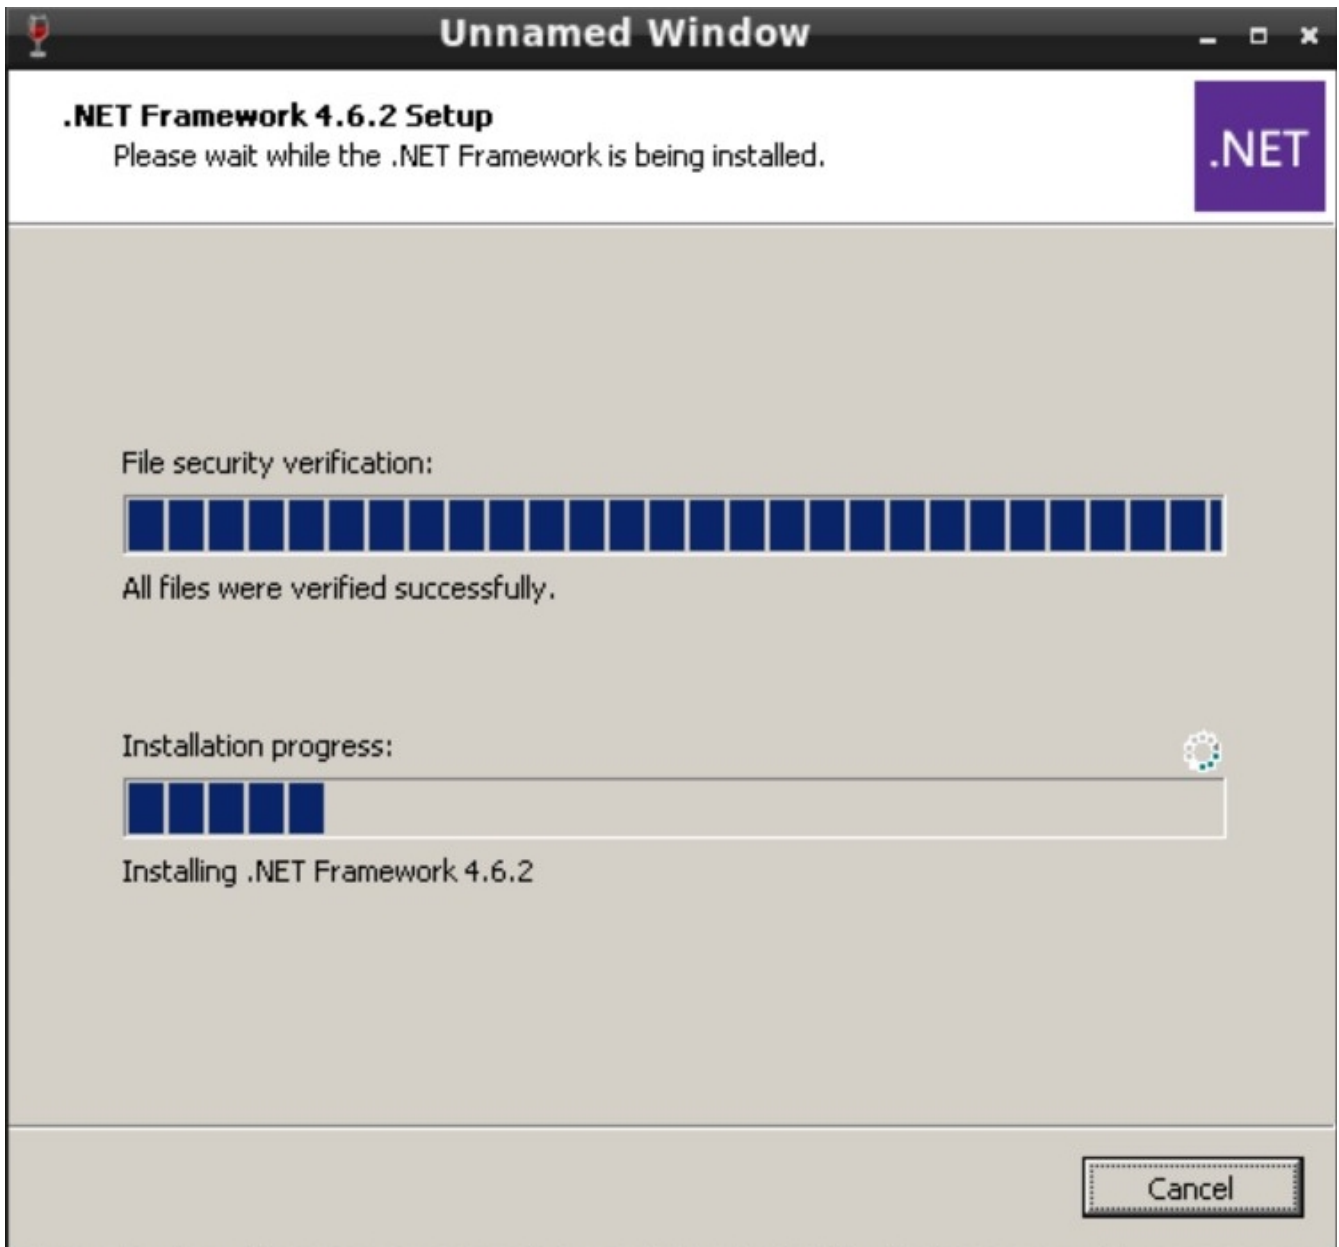 Unnamed Window
.NET Framework 4.6.2 Setup
Please wait while the .NET Framework is being installed.
.NET
File security verification:
All files were verified successfully.
Installation progress:
Installing .NET Framework 4.6.2
Cancel